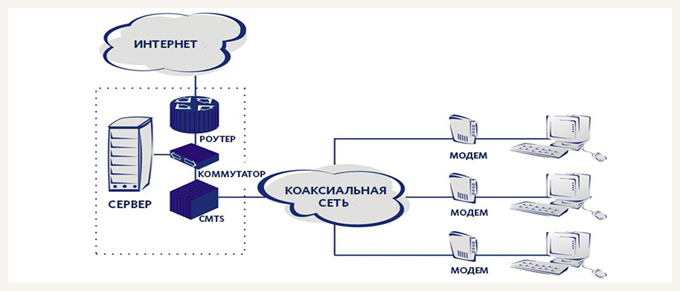 ИНТЕРНЕТ
РОУТЕР
КОММУТАТОР
СЕРВЕР
CMTS
КОАКСИАЛЬНАЯ
СЕТЬ
МОДЕМ
МОДЕМ
МОДЕМ